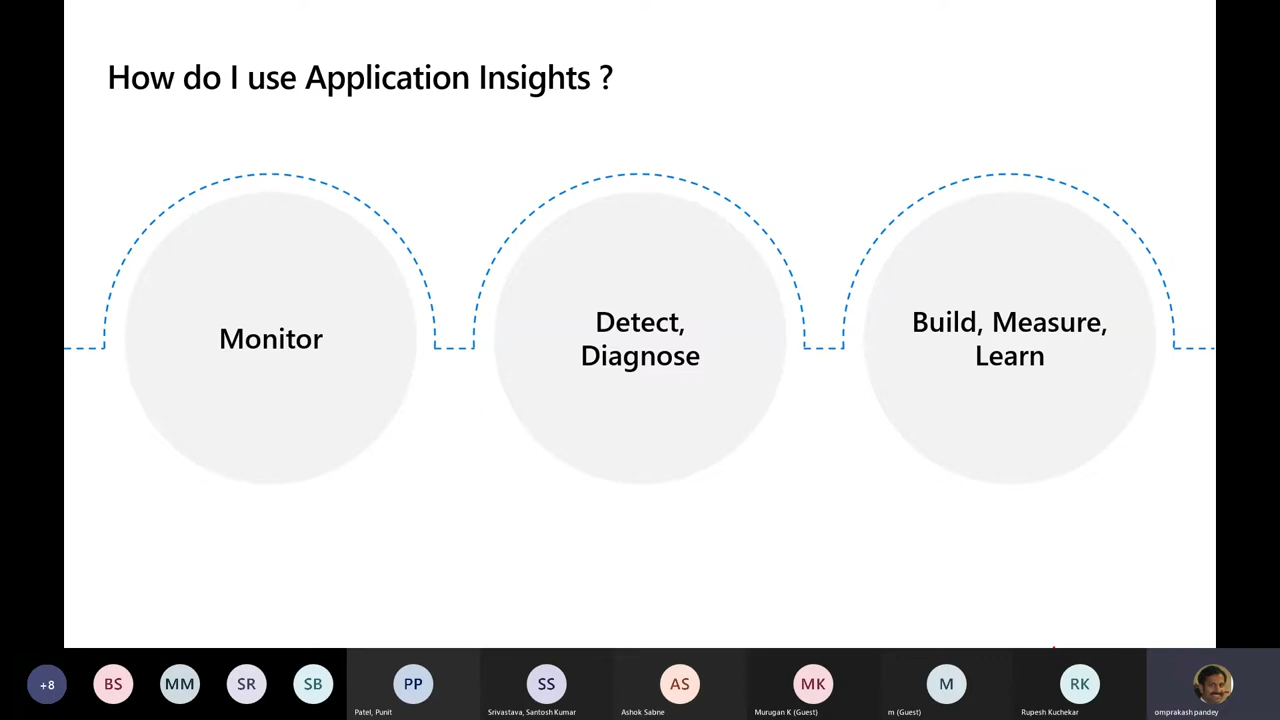 How do I use Application Insights ?
Monitor
Detect,
Diagnose
Build, Measure,
Learn
+8
BS
MM
SR
SB
PP
SS
AS
MK
M
RK
Patel, Punit
Srivastava, Santosh Kumar
Ashok Sabne
Murugan K (Guest)
m (Guest)
Rupesh Kuchekar
omprakash pandey